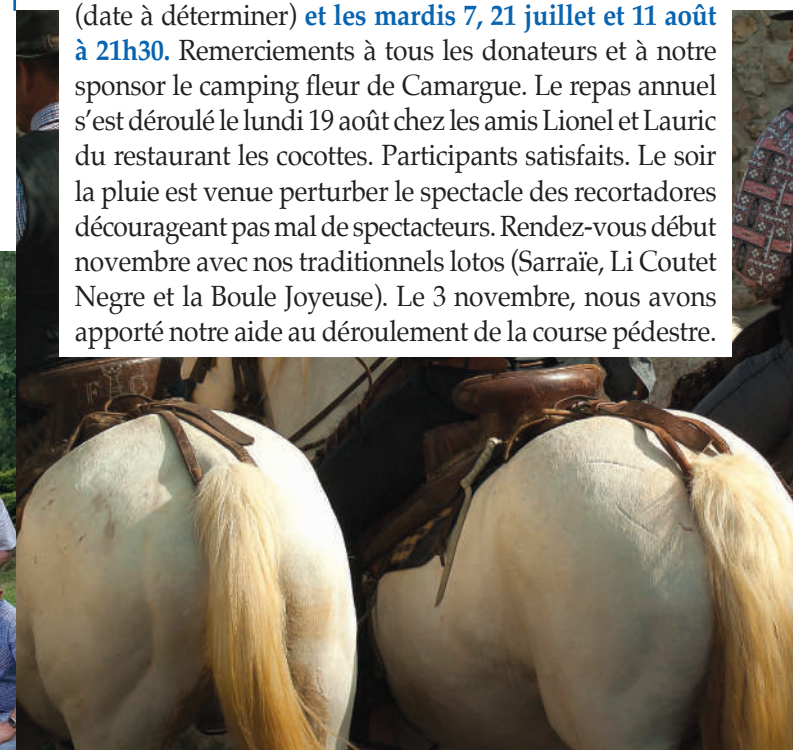 (date à déterminer) et les mardis 7, 21 juillet et 11 août
à 21h30. Remerciements à tous les donateurs et à notre
sponsor le camping fleur de Camargue. Le repas annuel
s’est déroulé le lundi 19 août chez les amis Lionel et Lauric
du restaurant les cocottes. Participants satisfaits. Le soir
la pluie est venue perturber le spectacle des recortadores
décourageant pas mal de spectacteurs. Rendez-vous début
novembre avec nos traditionnels lotos (Sarraïe, Li Coutet
Negre et la Boule Joyeuse). Le 3 novembre, nous avons
apporté notre aide au déroulement de la course pédestre.